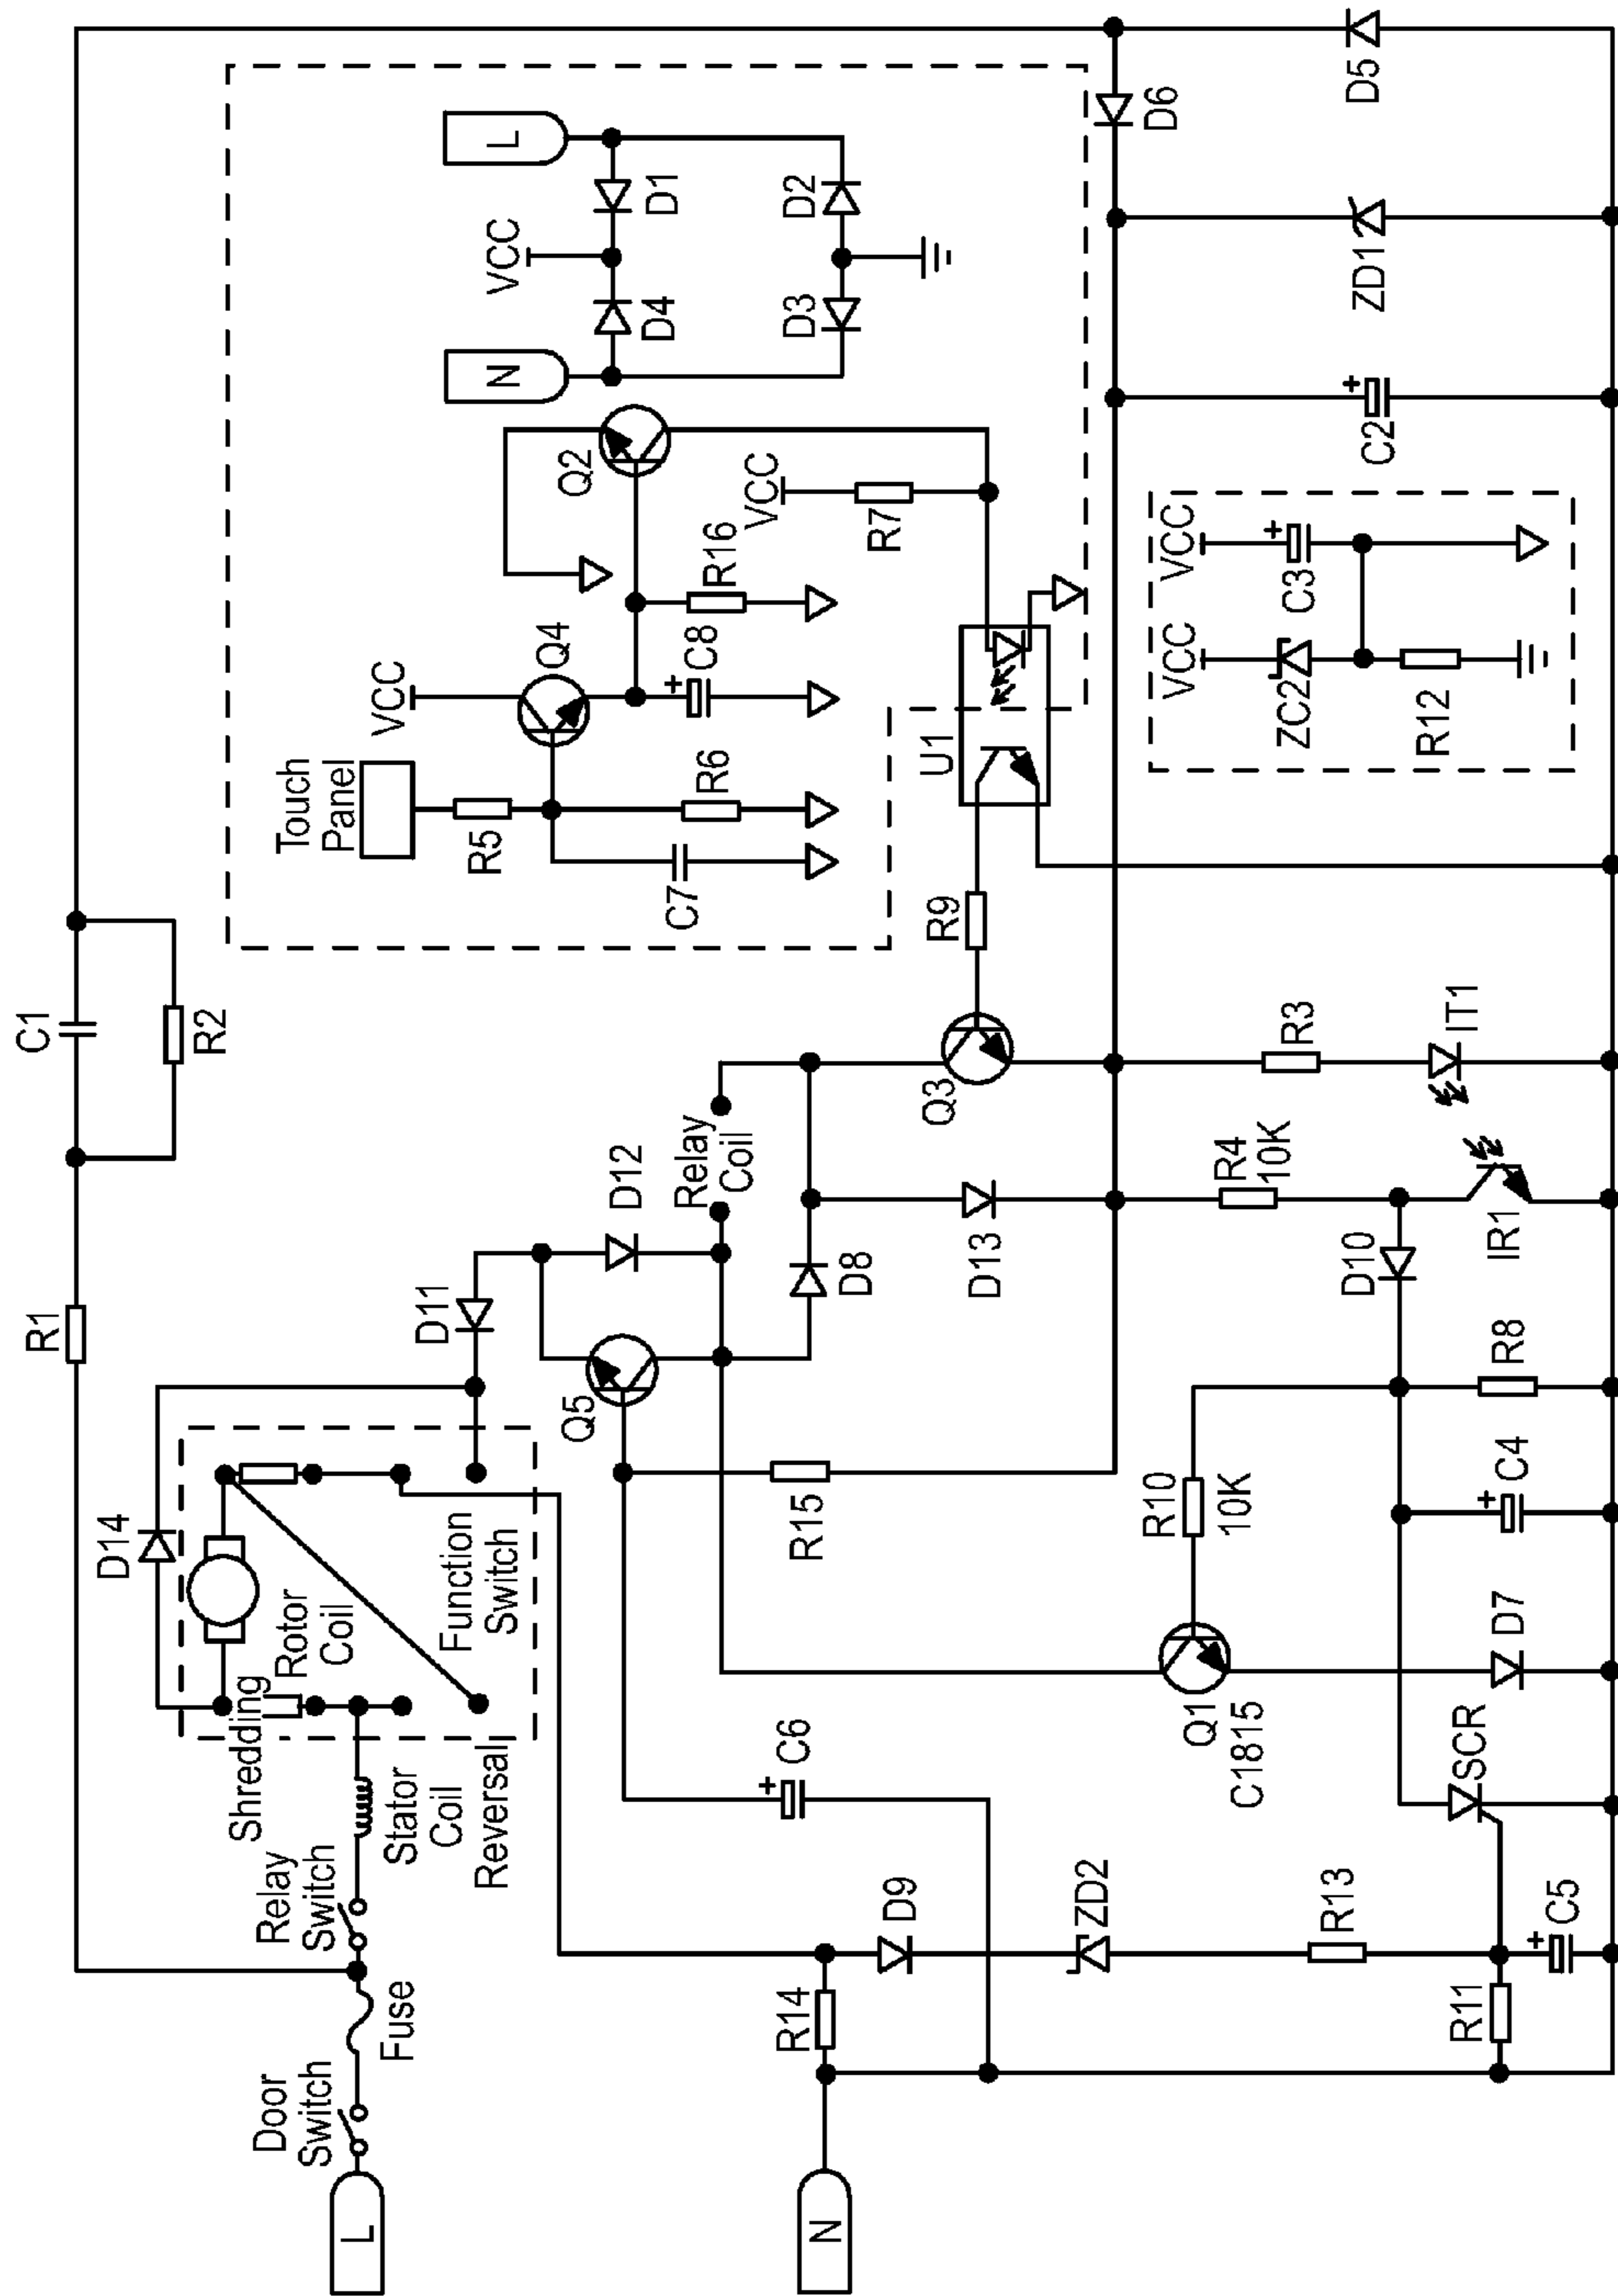 C1
R2
R1
D14
Shredding
Rotor
Coil
Function
Switch
Reversal
Stator
Coil
Relay
Switch
Fuse
Door
Switch
L
N
D11
D12
Q5
Relay
Coil
D8
D13
Q3
R9
R15
C6
R14
D9
ZD2
R13
R11
C5
SCR
Q1
C1815
R10
10K
D7
C4
R8
D10
R4
10K
IR1
R3
IT1
Touch
Panel
R5
C7
R6
VCC
Q4
C8
R16
Q2
VCC
R7
U1
N
L
VCC
D4
D1
D3
D2
VCC
VCC
ZC2
C3
R12
D6
D5
ZD1
C2